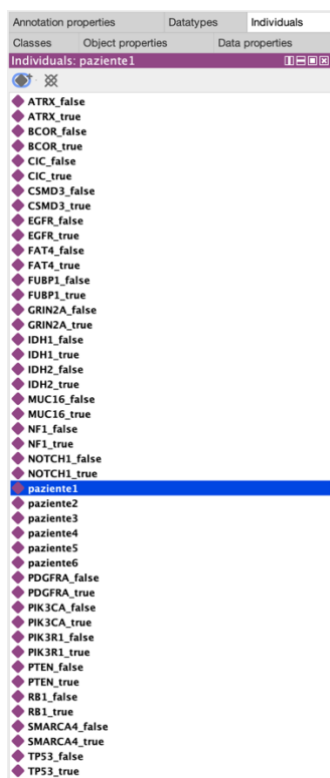 Annotation properties Datatypes Individuals
Classes Object properties Data properties
Individuals: paziente1
ATRX_false
ATRX_true
BCOR_false
BCOR_true
CIC_false
CIC_true
CSMD3_false
CSMD3_true
EGFR_false
EGFR_true
FAT4_false
FAT4_true
FUBP1_false
FUBP1_true
GRIN2A_false
GRIN2A_true
IDH1_false
IDH1_true
IDH2_false
IDH2_true
MUC16_false
MUC16_true
NF1_false
NF1_true
NOTCH1_false
NOTCH1_true
paziente1
paziente2
paziente3
paziente4
paziente5
paziente6
PDGFRA_false
PDGFRA_true
PIK3CA_false
PIK3CA_true
PIK3R1_false
PIK3R1_true
PTEN_false
PTEN_true
RB1_false
RB1_true
SMARCA4_false
SMARCA4_true
TP53_false
TP53_true